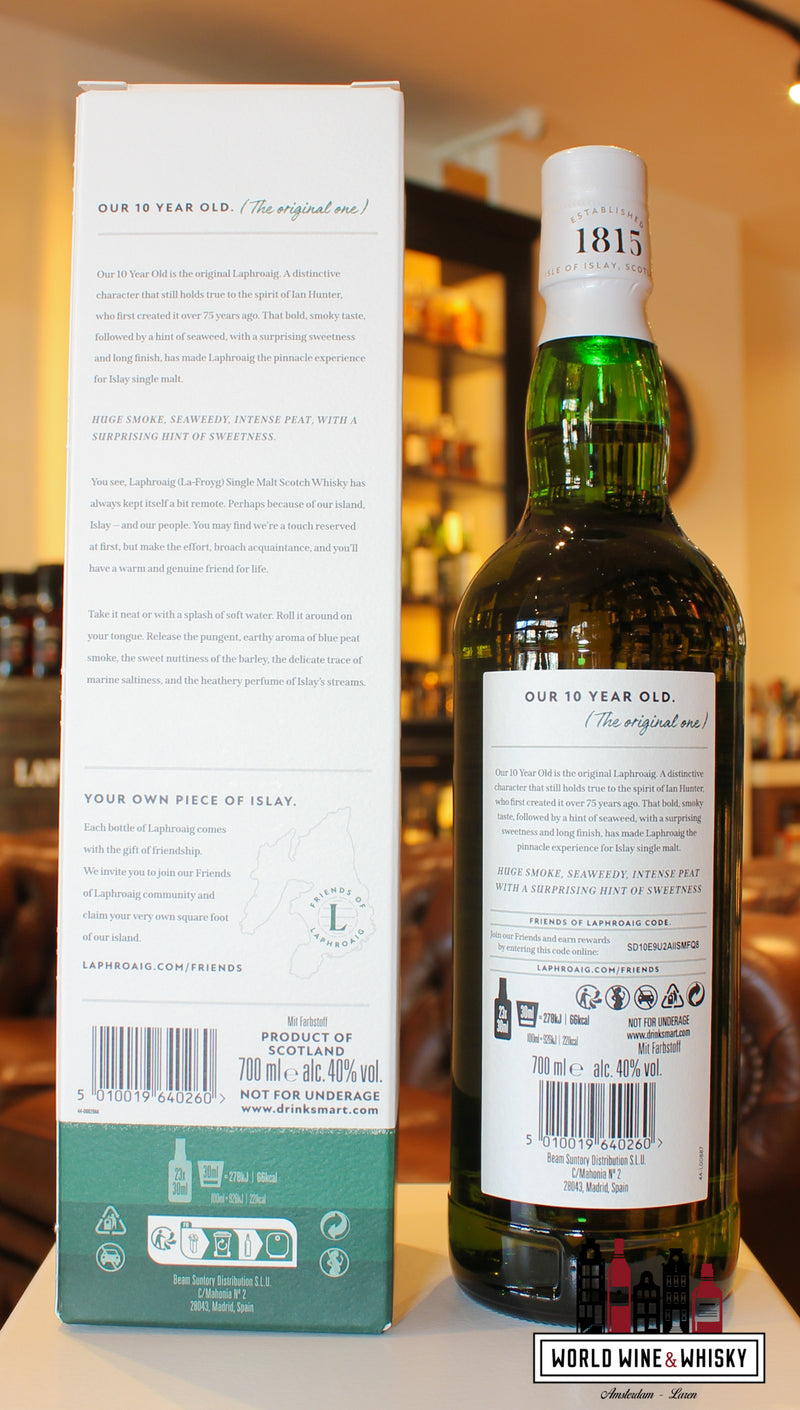 OUR 10 YEAR OLD. (The original one)
Our 10 Year Old is the original Laphroaig. A distinctive
character that still holds true to the spirit of Ian Hunter,
who first created it over 75 years ago. That bold, smoky taste,
followed by a hint of seaweed, with a surprising sweetness
and long finish, has made Laphroaig the pinnacle experience
for Islay single malt.
HUGE SMOKE, SEAWEEDY, INTENSE PEAT, WITH A
SURPRISING HINT OF SWEETNESS.
You see, Laphroaig (La-Froyg) Single Malt Scotch Whisky has
always kept itself a bit remote. Perhaps because of our island,
Islay – and our people. You may find we're a touch reserved
at first, but make the effort, broach acquaintance, and you'll
have a warm and genuine friend for life.
Take it neat or with a splash of soft water. Roll it around on
your tongue. Release the pungent, earthy aroma of blue peat
smoke, the sweet nuttiness of the barley, the delicate trace of
marine saltiness, and the heathery perfume of Islay's streams.
YOUR OWN PIECE OF ISLAY.
Each bottle of Laphroaig comes
with the gift of friendship.
We invite you to join our Friends
of Laphroaig community and
claim your very own square foot
of our island.
LAPHROAIG.COM/FRIENDS
FRIENDS OF
L
LAPHROAIG
Mit Farbstoff
PRODUCT OF
SCOTLAND
700 ml e alc. 40% vol.
NOT FOR UNDERAGE
www.drinksmart.com
5 010019 640260 >
23x
30ml
30ml = 278kJ | 66kcal
100ml = 926kJ | 221kcal
FR
Beam Suntory Distribution S.L.U.
C/Mahonia Nº 2
28043, Madrid, Spain
ESTABLISHED
1815
ISLE OF ISLAY, SCOT
OUR 10 YEAR OLD.
(The original one)
Our 10 Year Old is the original Laphroaig. A distinctive
character that still holds true to the spirit of Ian Hunter,
who first created it over 75 years ago. That bold, smoky
taste, followed by a hint of seaweed, with a surprising
sweetness and long finish, has made Laphroaig the
pinnacle experience for Islay single malt.
HUGE SMOKE, SEAWEEDY, INTENSE PEAT
WITH A SURPRISING HINT OF SWEETNESS
FRIENDS OF LAPHROAIG CODE.
Join our Friends and earn rewards
by entering this code online:
SD10E9U2AIISMFQ8
LAPHROAIG.COM/FRIENDS
23x
30ml
30ml = 278kJ | 66kcal
100ml = 926kJ | 221kcal
NOT FOR UNDERAGE
www.drinksmart.com
Mit Farbstoff
700 ml e alc. 40% vol.
5 010019 640260 >
Beam Suntory Distribution S.L.U.
C/Mahonia Nº 2
28043, Madrid, Spain
WORLD WINE & WHISKY
Amsterdam - Laren